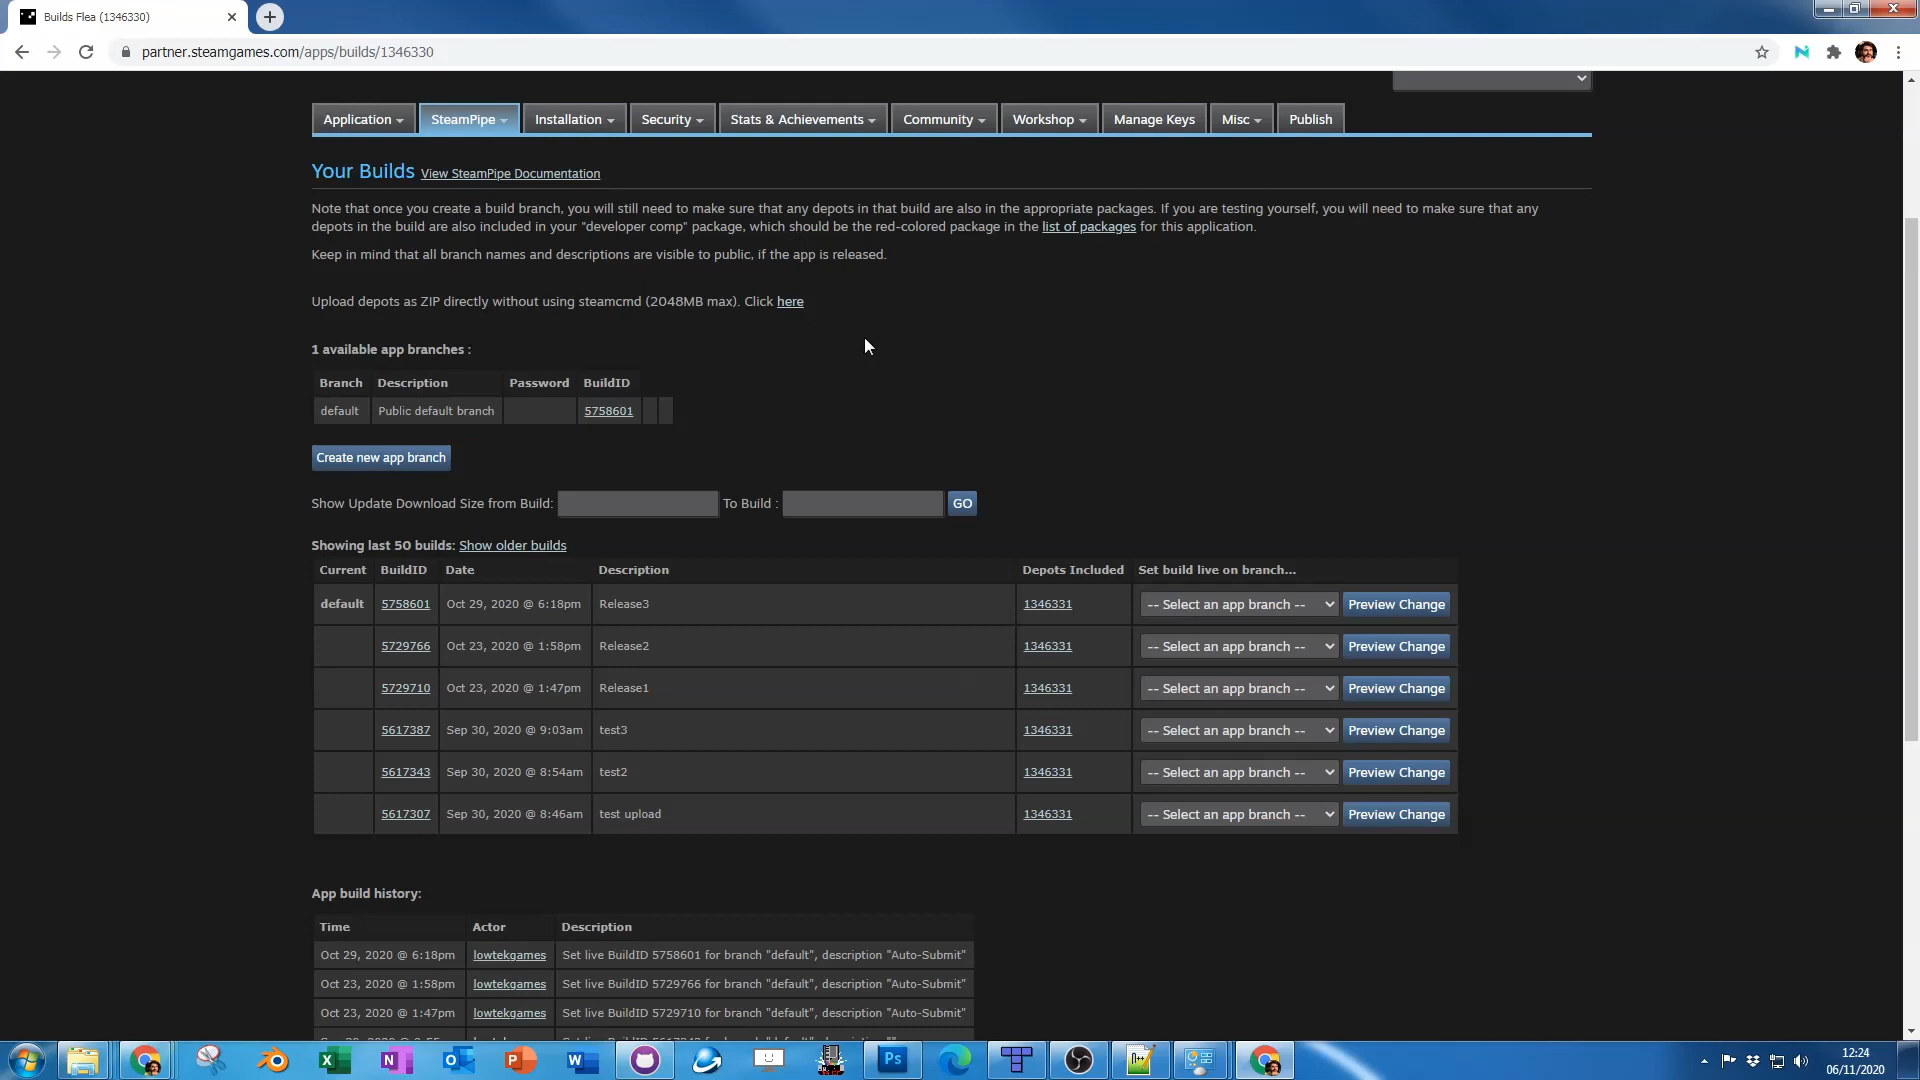 Builds Flea (1346330)
partner.steamgames.com/apps/builds/1346330
Application SteamPipe Installation Security Stats & Achievements Community Workshop Manage Keys Misc Publish
Your Builds View SteamPipe Documentation
Note that once you create a build branch, you will still need to make sure that any depots in that build are also in the appropriate packages. If you are testing yourself, you will need to make sure that any
depots in the build are also included in your "developer comp" package, which should be the red-colored package in the list of packages for this application.
Keep in mind that all branch names and descriptions are visible to public, if the app is released.
Upload depots as ZIP directly without using steamcmd (2048MB max). Click here
1 available app branches :
Branch Description Password BuildID
default Public default branch 5758601
Create new app branch
Show Update Download Size from Build: To Build : GO
Showing last 50 builds: Show older builds
Current BuildID Date Description Depots Included Set build live on branch...
default 5758601 Oct 29, 2020 @ 6:18pm Release3 1346331 -- Select an app branch -- Preview Change
5729766 Oct 23, 2020 @ 1:58pm Release2 1346331 -- Select an app branch -- Preview Change
5729710 Oct 23, 2020 @ 1:47pm Release1 1346331 -- Select an app branch -- Preview Change
5617387 Sep 30, 2020 @ 9:03am test3 1346331 -- Select an app branch -- Preview Change
5617343 Sep 30, 2020 @ 8:54am test2 1346331 -- Select an app branch -- Preview Change
5617307 Sep 30, 2020 @ 8:46am test upload 1346331 -- Select an app branch -- Preview Change
App build history:
Time Actor Description
Oct 29, 2020 @ 6:18pm lowtekgames Set live BuildID 5758601 for branch "default", description "Auto-Submit"
Oct 23, 2020 @ 1:58pm lowtekgames Set live BuildID 5729766 for branch "default", description "Auto-Submit"
Oct 23, 2020 @ 1:47pm lowtekgames Set live BuildID 5729710 for branch "default", description "Auto-Submit"
12:24
06/11/2020